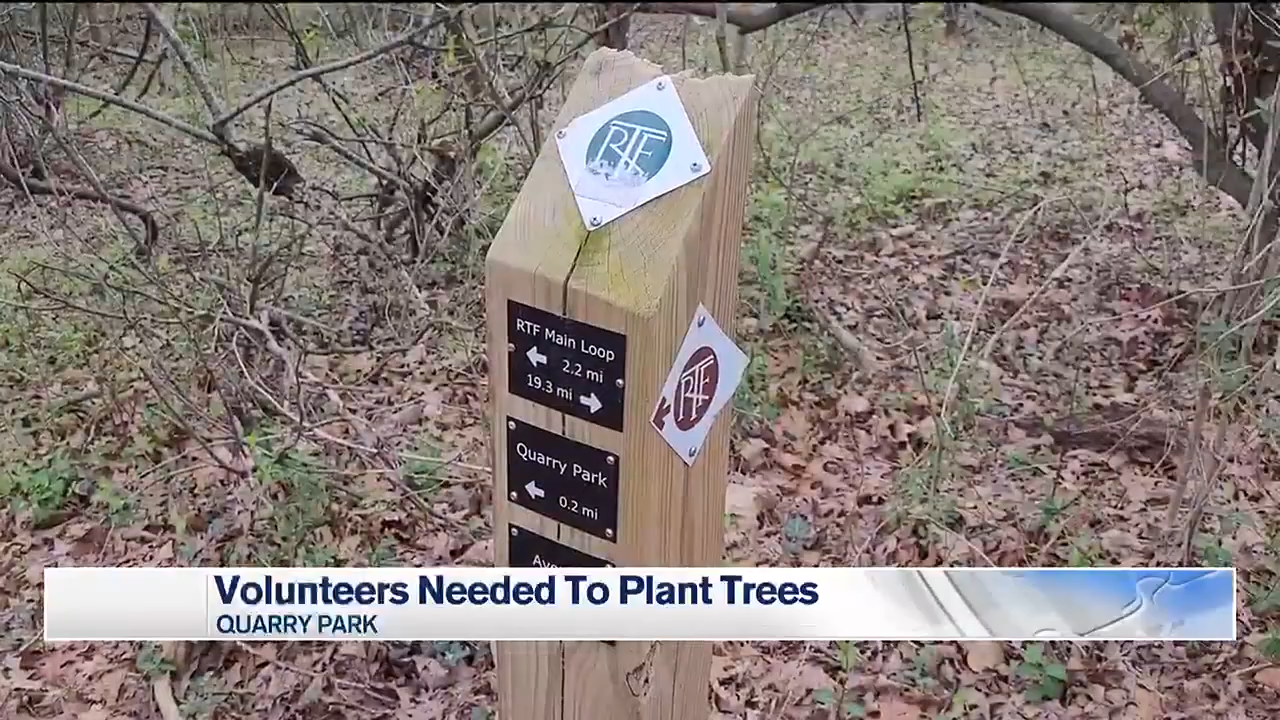 RTF
RTF Main Loop
2.2 mi
19.3 mi
RTF
Quarry Park
0.2 mi
Volunteers Needed To Plant Trees
QUARRY PARK